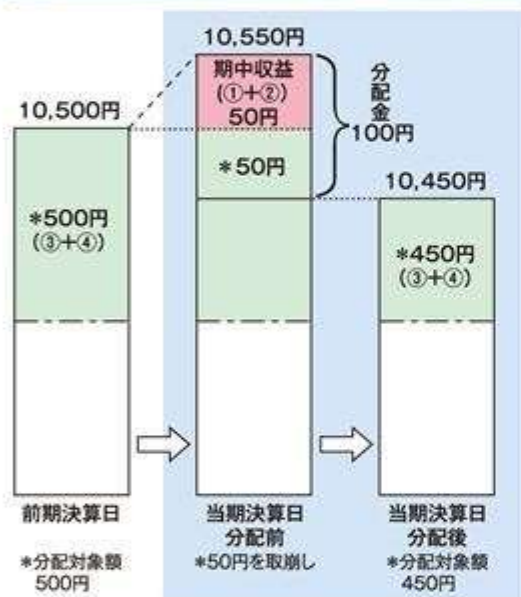 10,550円
期中収益
(①+②)
50円
分配金
100円
10,500円
*50円
10,450円
*500円
(③+④)
*450円
(③+④)
前期決算日
当期決算日
分配前
当期決算日
分配後
*分配対象額
500円
*50円を取崩し
*分配対象額
450円